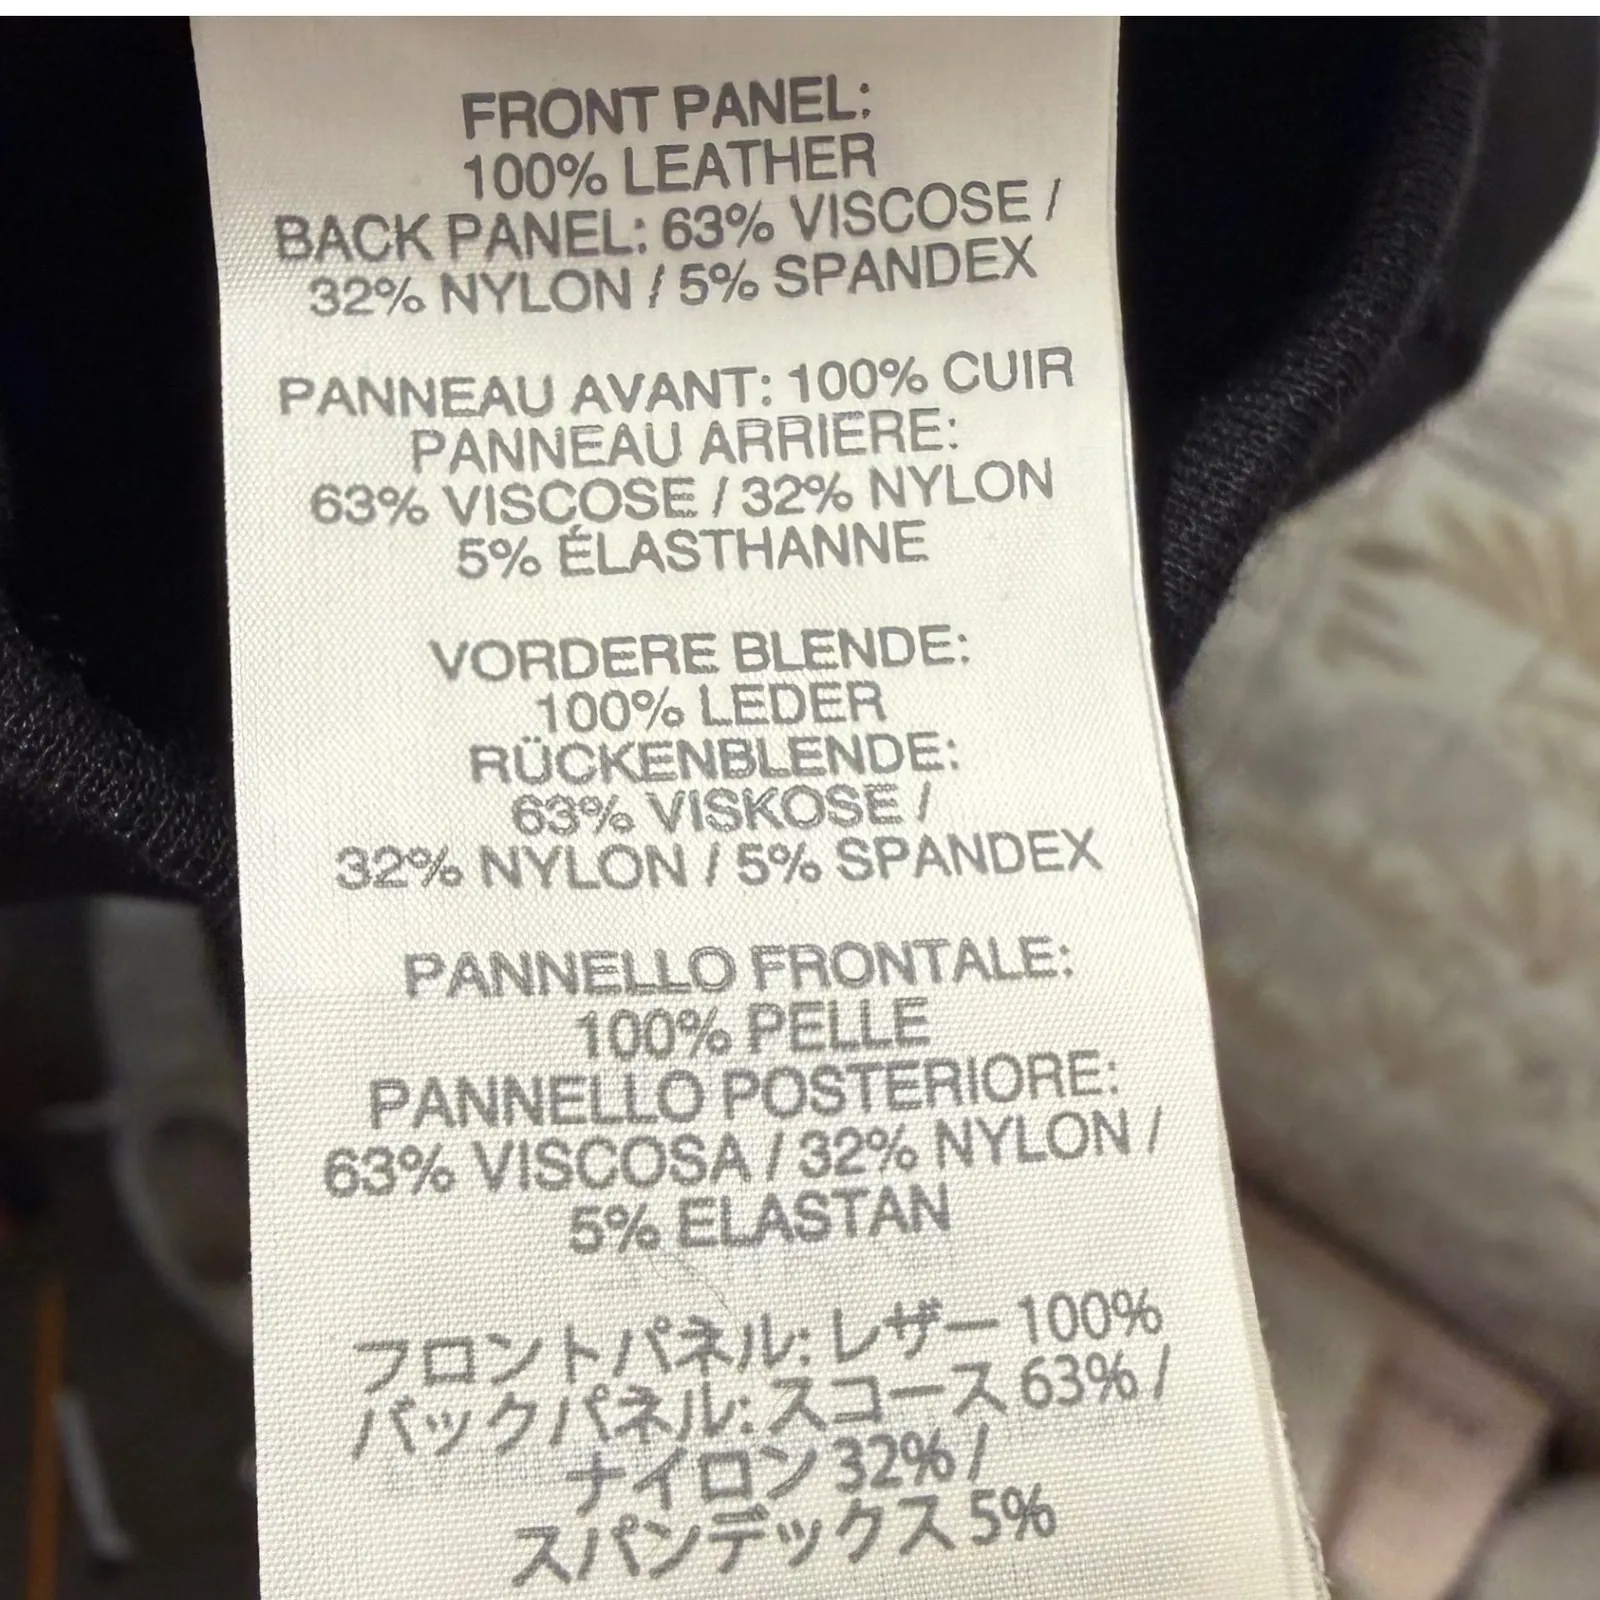 FRONT PANEL:
100% LEATHER
BACK PANEL: 63% VISCOSE /
32% NYLON / 5% SPANDEX
PANNEAU AVANT: 100% CUIR
PANNEAU ARRIERE:
63% VISCOSE / 32% NYLON
5% ÉLASTHANNE
VORDERE BLENDE:
100% LEDER
RÜCKENBLENDE:
63% VISKOSE /
32% NYLON / 5% SPANDEX
PANNELLO FRONTALE:
100% PELLE
PANNELLO POSTERIORE:
63% VISCOSA / 32% NYLON /
5% ELASTAN
フロントパネル: レザー 100%
バックパネル: スコース 63% /
ナイロン 32% /
スパンデックス 5%